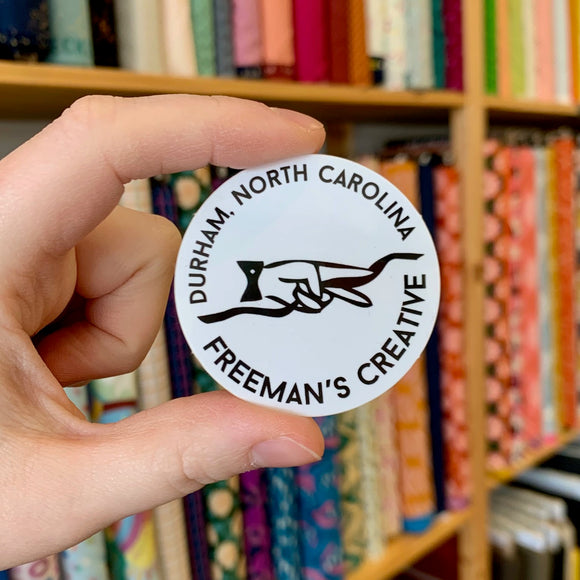 DURHAM, NORTH CAROLINA
FREEMAN'S CREATIVE